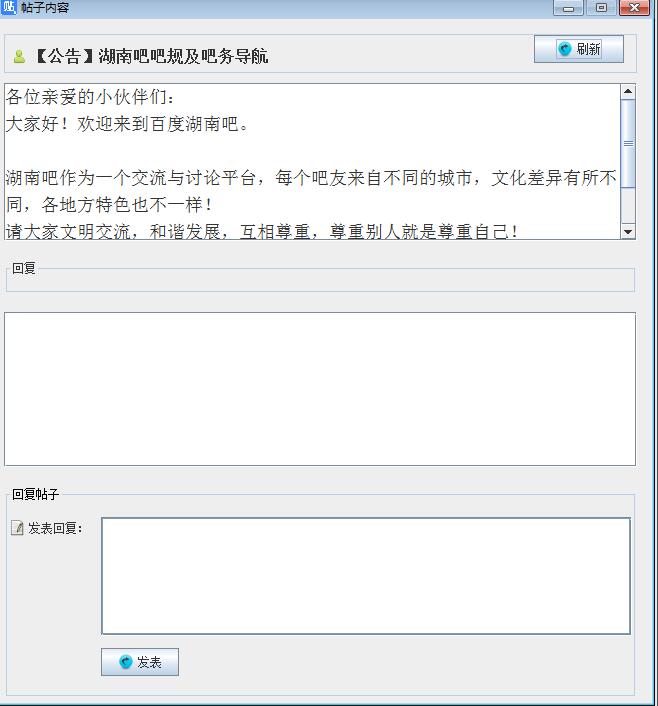 贴 帖子内容
【公告】湖南吧吧规及吧务导航
刷新
各位亲爱的小伙伴们：
大家好！欢迎来到百度湖南吧。
湖南吧作为一个交流与讨论平台，每个吧友来自不同的城市，文化差异有所不
同，各地方特色也不一样！
请大家文明交流，和谐发展，互相尊重，尊重别人就是尊重自己！
回复
回复帖子
发表回复：
发表